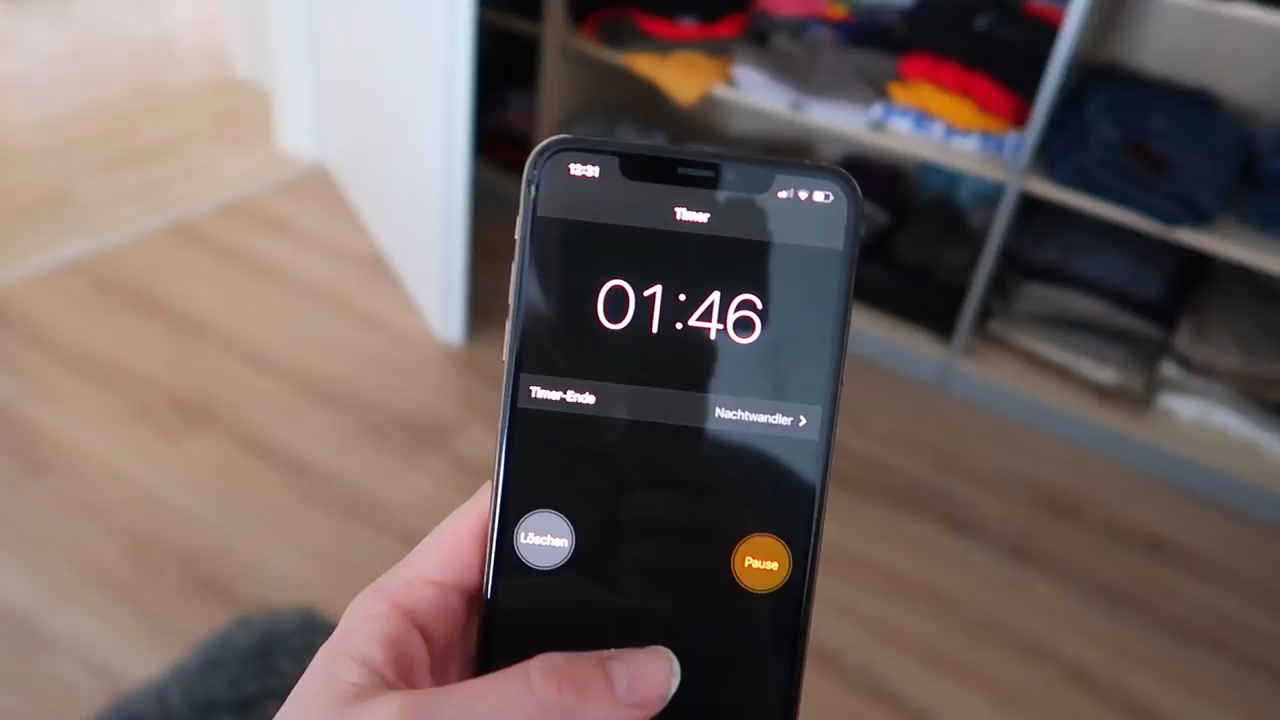 12:31
Timer
01:46
Timer-Ende
Nachtwandler
Löschen
Pause